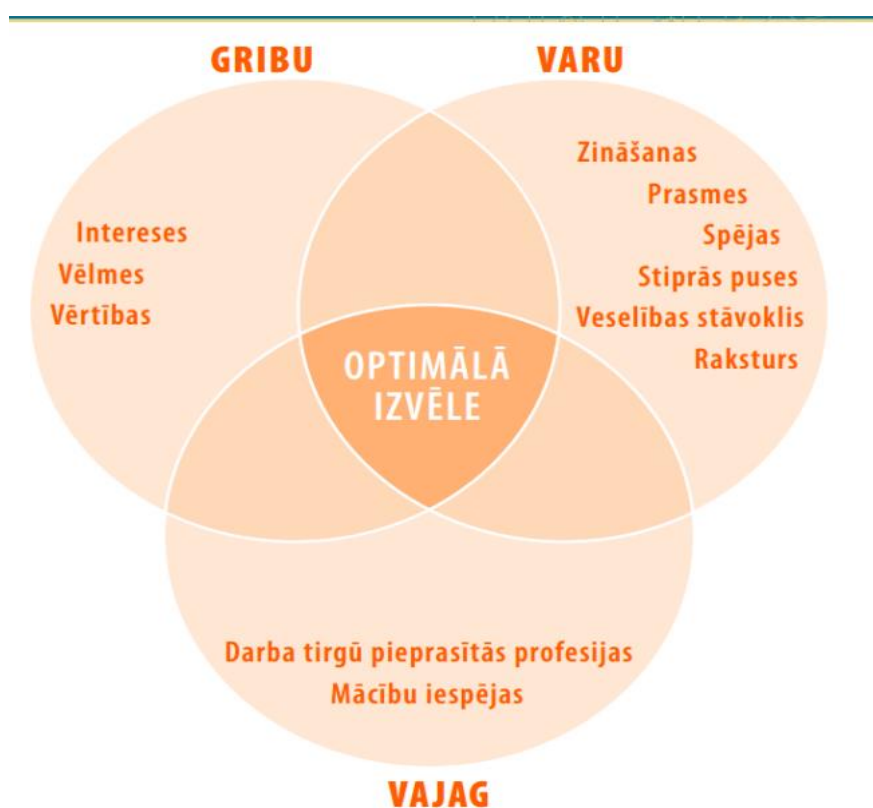 GRIBU
VARU
Intereses
Vēlmes
Vērtības
Zināšanas
Prasmes
Spējas
Stiprās puses
Veselības stāvoklis
Raksturs
OPTIMĀLĀ
IZVĒLE
Darba tirgū pieprasītās profesijas
Mācību iespējas
VAJAG